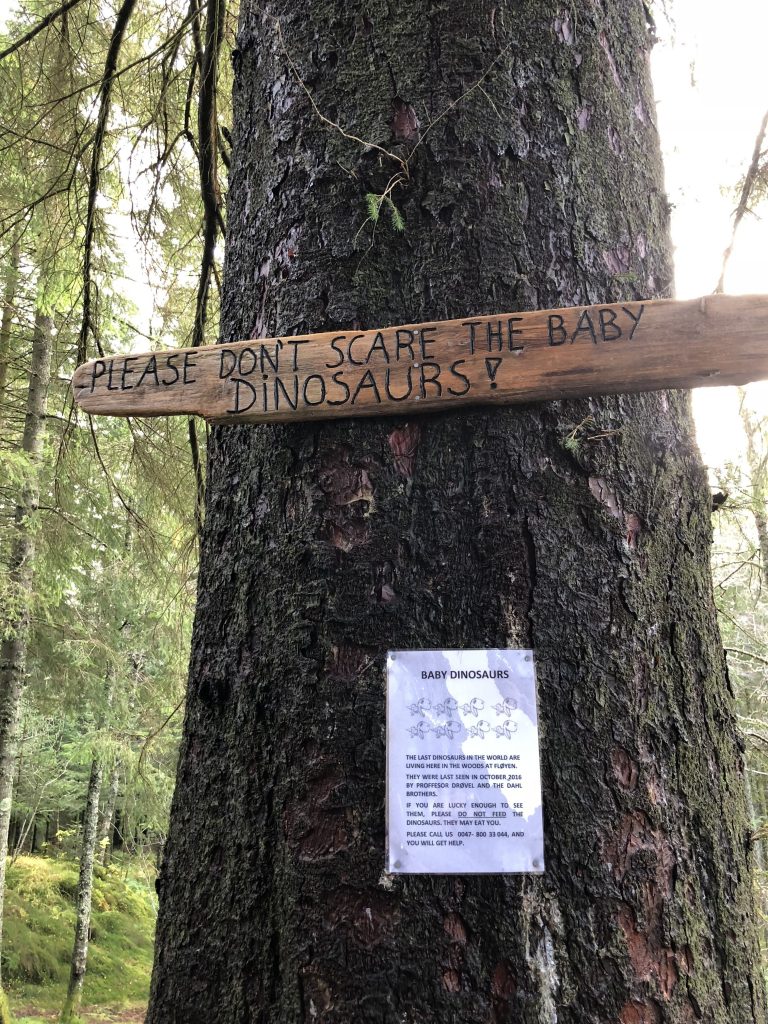 PLEASE DON'T SCARE THE BABY
DINOSAURS!
BABY DINOSAURS
THE LAST DINOSAURS IN THE WORLD ARE
LIVING HERE IN THE WOODS AT FLØYEN.
THEY WERE LAST SEEN IN OCTOBER 2016
BY PROFFESOR DRØVEL AND THE DAHL
BROTHERS.
IF YOU ARE LUCKY ENOUGH TO SEE
THEM, PLEASE DO NOT FEED THE
DINOSAURS. THEY MAY EAT YOU.
PLEASE CALL US 0047- 800 33 044, AND
YOU WILL GET HELP.